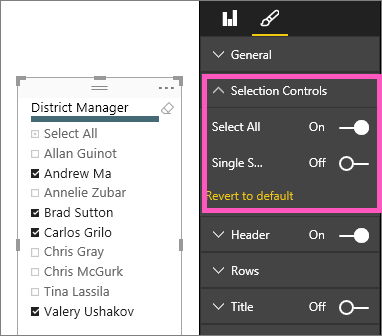 District Manager
Select All
Allan Guinot
Andrew Ma
Annelie Zubar
Brad Sutton
Carlos Grilo
Chris Gray
Chris McGurk
Tina Lassila
Valery Ushakov
General
Selection Controls
Select All On
Single S... Off
Revert to default
Header On
Rows
Title Off